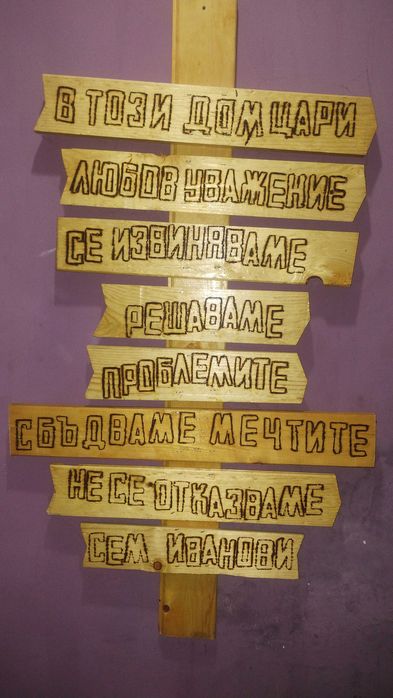 В ТОЗИ ДОМ ЦАРИ
ЛЮБОВ УВАЖЕНИЕ
СЕ ИЗВИНЯВАМЕ
РЕШАВАМЕ
ПРОБЛЕМИТЕ
СБЪДВАМЕ МЕЧТИТЕ
НЕ СЕ ОТКАЗВАМЕ
СЕМ. ИВАНОВИ